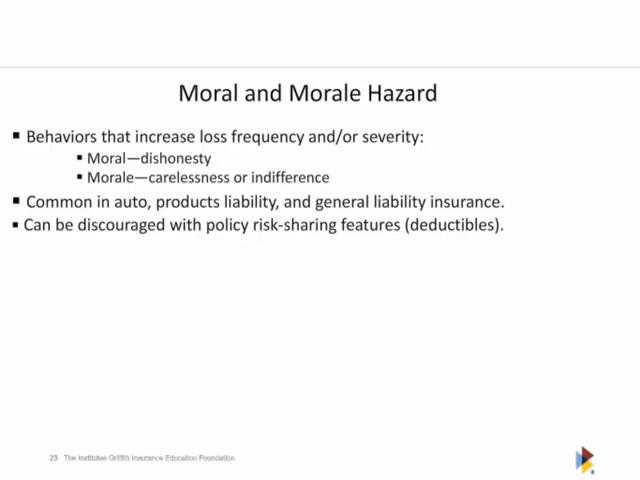 Moral and Morale Hazard
▪ Behaviors that increase loss frequency and/or severity:
▪ Moral—dishonesty
▪ Morale—carelessness or indifference
▪ Common in auto, products liability, and general liability insurance.
▪ Can be discouraged with policy risk-sharing features (deductibles).
23 The Institutes Griffith Insurance Education Foundation